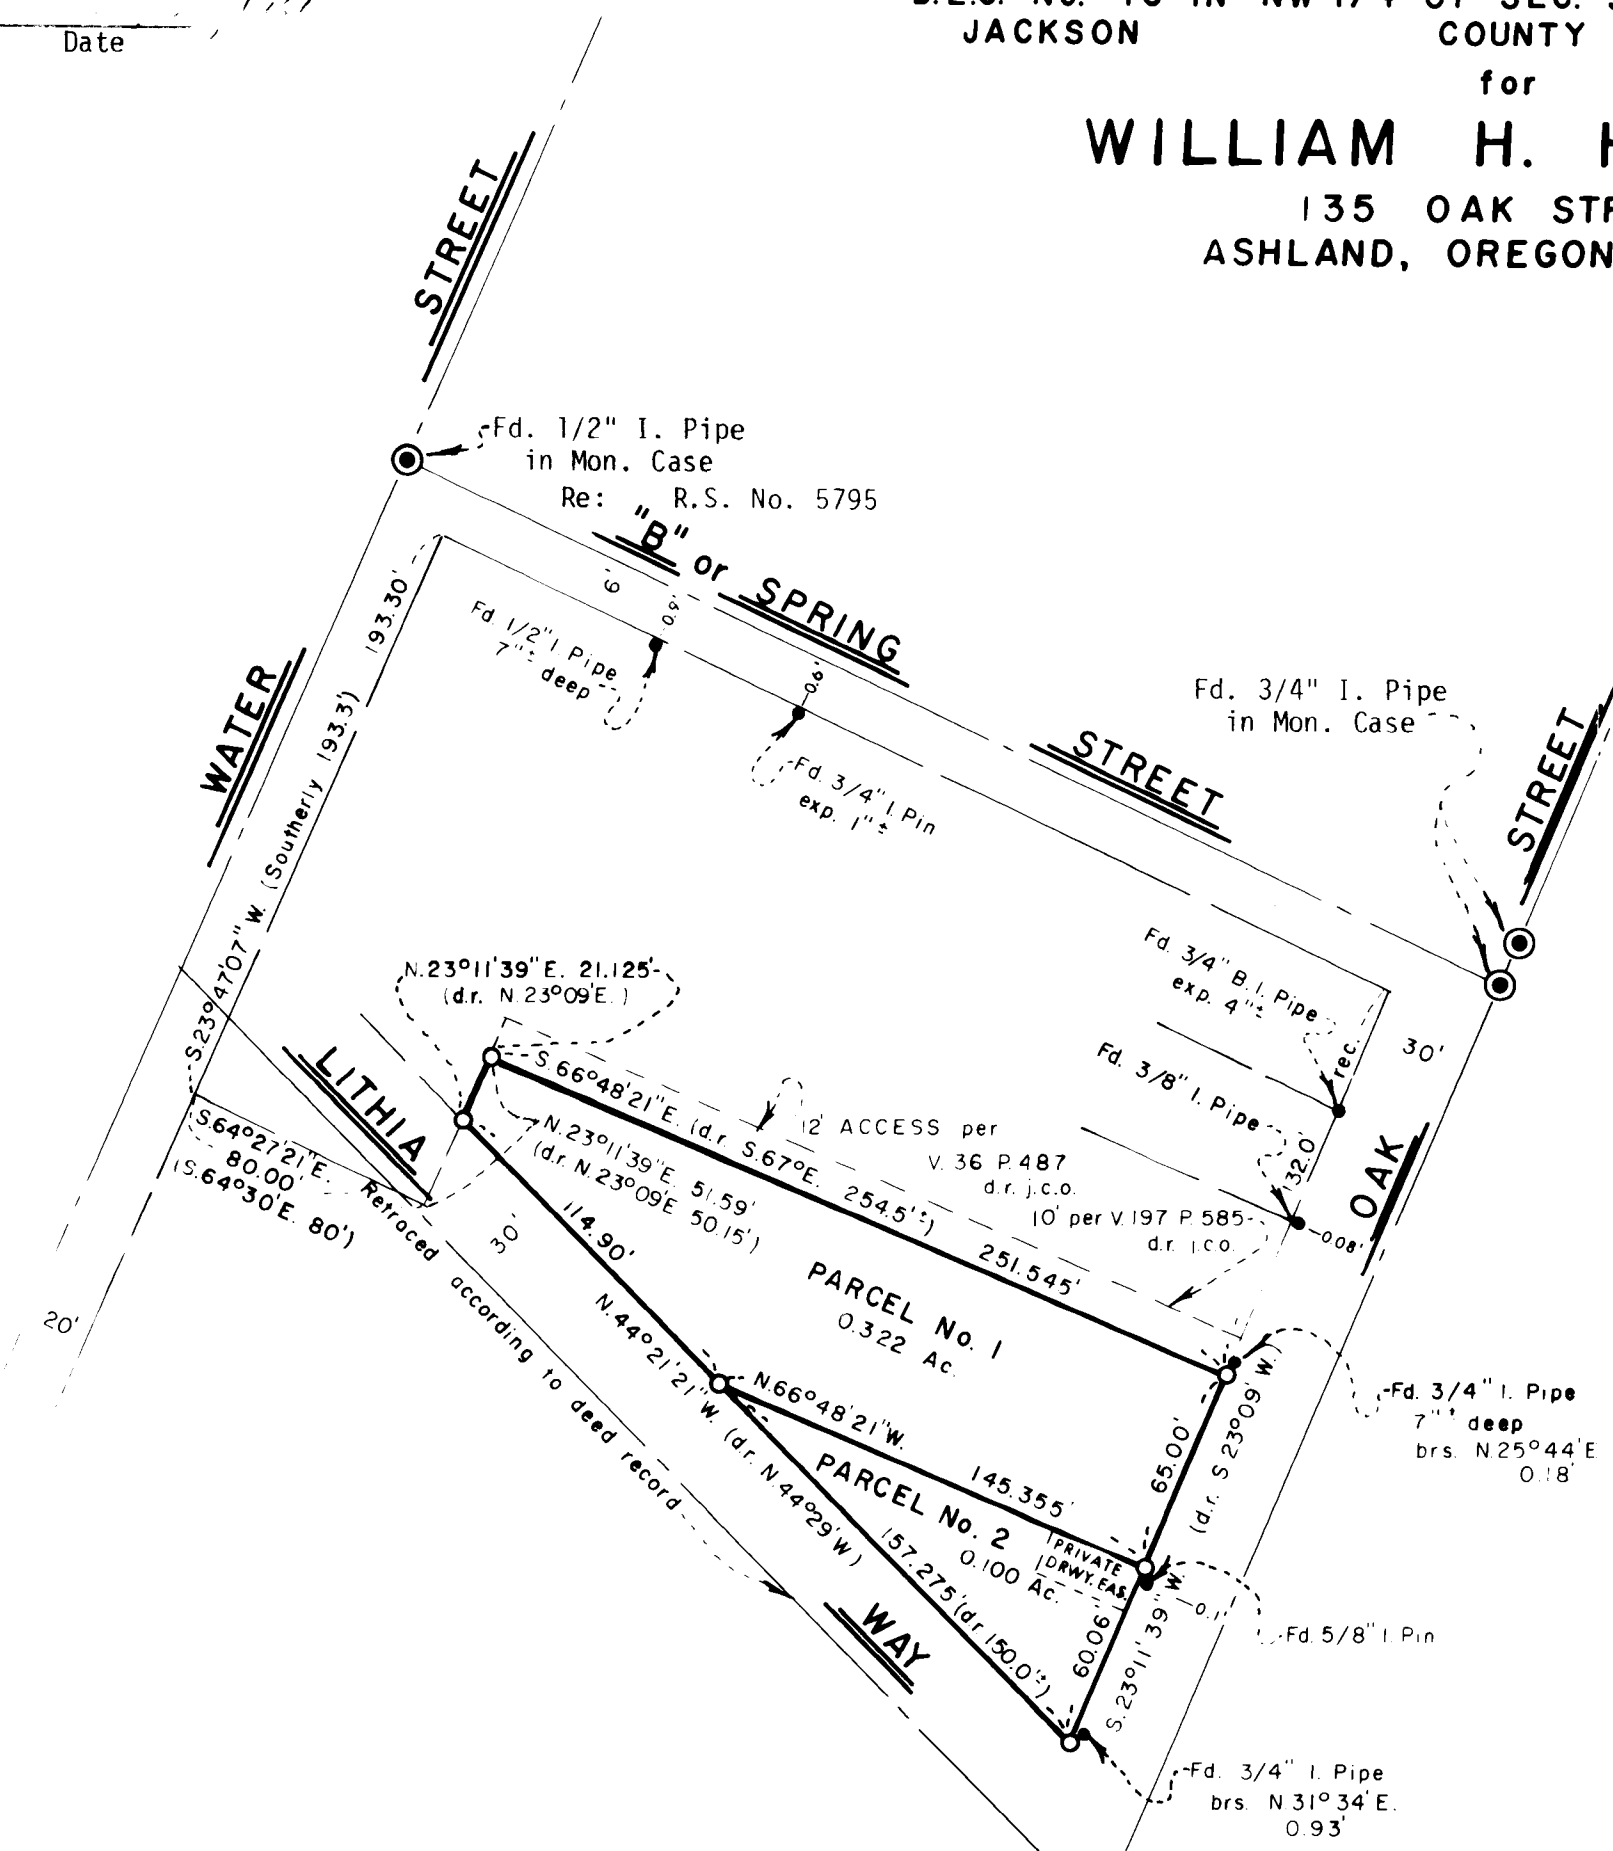 Date
JACKSON COUNTY
for
WILLIAM H.
135 OAK
ASHLAND, OREGON
STREET
Fd. 1/2" I. Pipe
in Mon. Case
Re: R.S. No. 5795
"B" or SPRING
STREET
6'
0.9'
Fd. 1/2" I. Pipe
7"± deep
0.6'
Fd. 3/4" I. Pin
exp. 1"±
Fd. 3/4" I. Pipe
in Mon. Case
STREET
WATER
193.30'
S.23°47'07"W. (Southerly 193.3')
N.23°11'39"E. 21.125'
(d.r. N.23°09'E.)
LITHIA
S.64°27'21"E.
80.00'
(S.64°30'E. 80')
20'
30'
Retraced according to deed record
Fd. 3/4" B.I. Pipe
exp. 4"±
Fd. 3/8" I. Pipe
rec.
132.0
30'
OAK
0.08'
S.66°48'21"E. (d.r. S.67°E. 254.5'±)
251.545'
12' ACCESS per
V. 36 P. 487
d.r. j.c.o.
10' per V.197 P. 585
d.r. j.c.o.
N.23°11'39"E. 51.59'
(d.r. N.23°09'E 50.15')
114.90'
N.44°21'21"W. (d.r. N.44°29'W)
PARCEL No. 1
0.322 Ac.
N.66°48'21"W.
145.355'
PARCEL No. 2
0.100 Ac.
PRIVATE
DRWY. EAS.
157.275' (d.r. 150.0'±)
65.00'
(d.r. S 23°09' W.)
60.06'
S.23°11'39"W.
0.1'
Fd. 3/4" I. Pipe
7"± deep
brs. N.25°44'E
0.18'
Fd. 5/8" I. Pin
WAY
Fd. 3/4" I. Pipe
brs. N.31°34'E.
0.93'